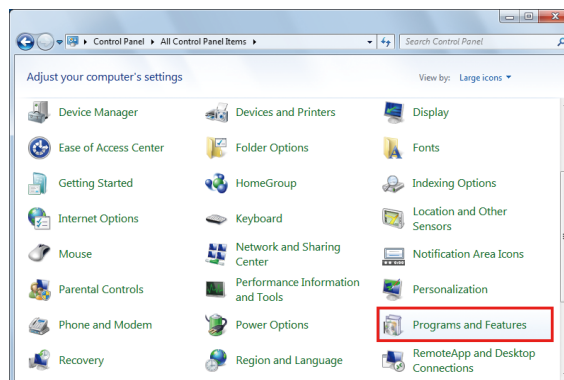 Control Panel ▸ All Control Panel Items ▸ Search Control Panel
Adjust your computer's settings View by: Large icons
Device Manager Devices and Printers Display
Ease of Access Center Folder Options Fonts
Getting Started HomeGroup Indexing Options
Internet Options Keyboard Location and Other
Sensors
Mouse Network and Sharing
Center Notification Area Icons
Parental Controls Performance Information
and Tools Personalization
Phone and Modem Power Options Programs and Features
Recovery Region and Language RemoteApp and Desktop
Connections